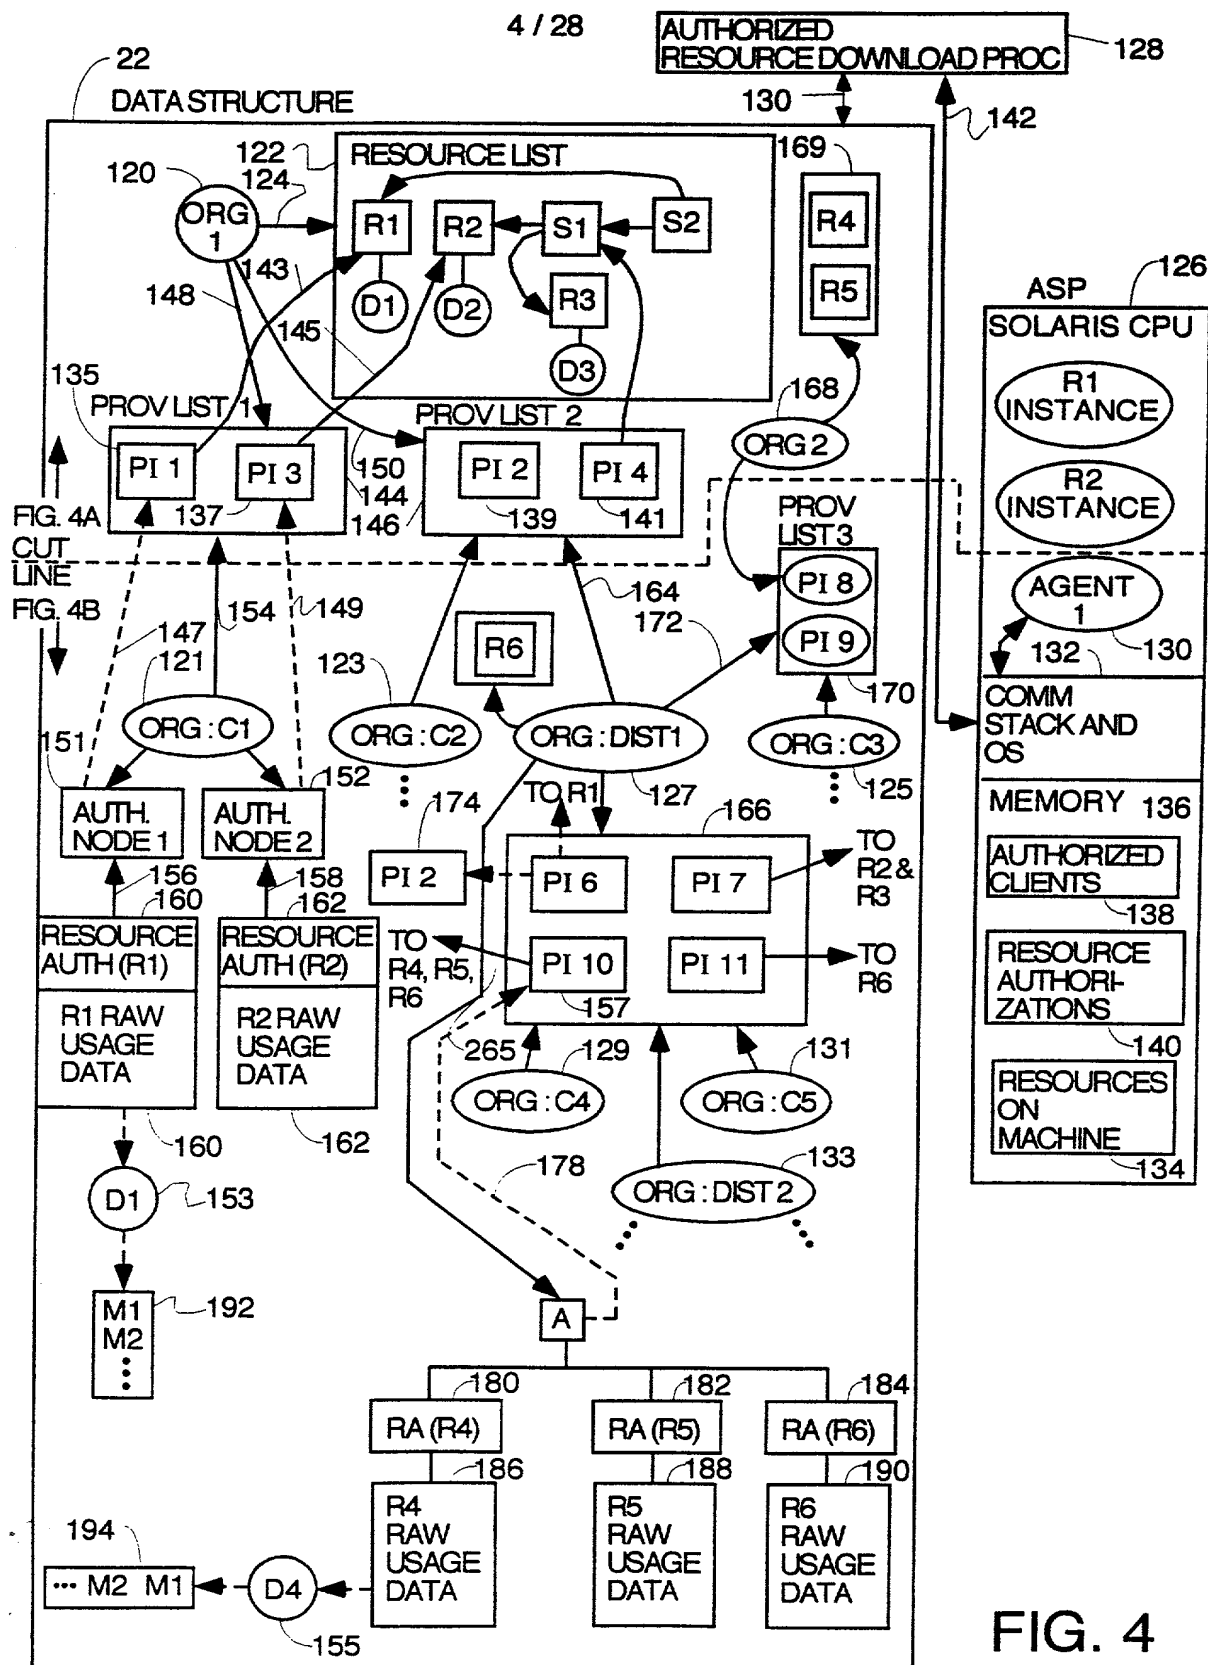 4 / 28
AUTHORIZED
RESOURCE DOWNLOAD PROC
128
22
DATA STRUCTURE
130
142
122
RESOURCE LIST
169
120
124
ORG
1
R1
R2
S1
S2
R4
R5
143
148
D1
D2
R3
D3
145
126
ASP
SOLARIS CPU
R1
INSTANCE
R2
INSTANCE
135
PROV LIST 1
PROV LIST 2
168
ORG 2
PI 1
PI 3
150
PI 2
PI 4
144
137
146
139
141
FIG. 4A
CUT
LINE
FIG. 4B
PROV
LIST 3
PI 8
PI 9
170
AGENT
1
130
132
154
149
164
172
147
121
123
R6
ORG : C1
ORG : C2
ORG : DIST1
ORG : C3
COMM
STACK AND
OS
151
152
174
TO R1
127
125
AUTH.
NODE 1
AUTH.
NODE 2
166
MEMORY
136
AUTHORIZED
CLIENTS
138
PI 2
PI 6
PI 7
TO
R2 &
R3
156
158
160
162
RESOURCE
AUTH (R1)
RESOURCE
AUTH (R2)
TO
R4, R5,
R6
PI 10
PI 11
TO
R6
157
RESOURCE
AUTHORI-
ZATIONS
140
R1 RAW
USAGE
DATA
R2 RAW
USAGE
DATA
265
129
131
ORG : C4
ORG : C5
RESOURCES
ON
MACHINE
134
160
162
178
133
D1
153
ORG : DIST 2
M1
M2
192
A
180
182
184
RA (R4)
RA (R5)
RA (R6)
186
188
190
R4
RAW
USAGE
DATA
R5
RAW
USAGE
DATA
R6
RAW
USAGE
DATA
194
••• M2 M1
D4
155
FIG. 4